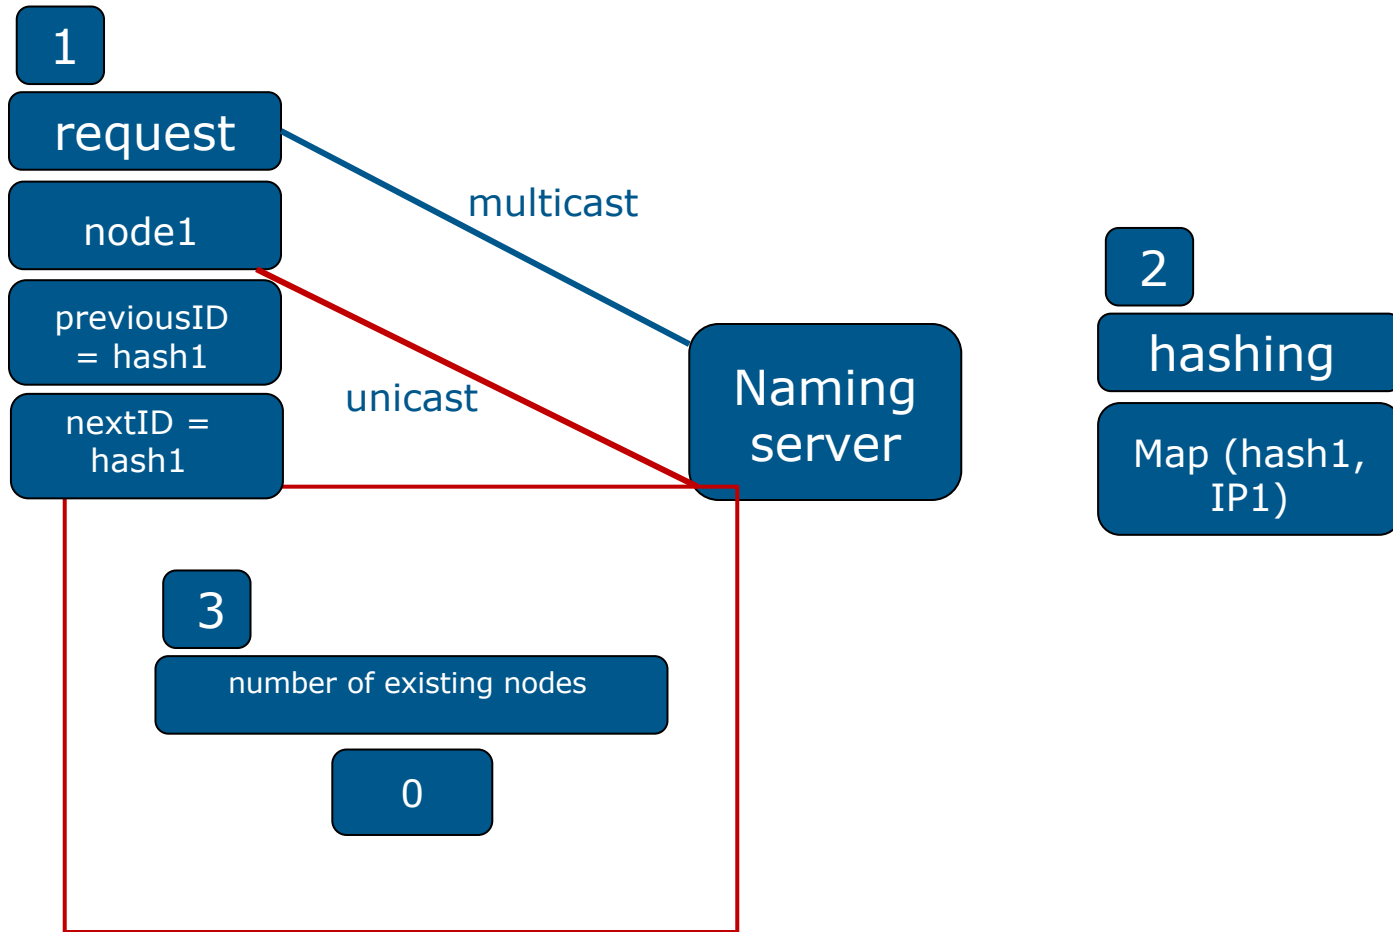 1
request
node1
previousID
= hash1
nextID =
hash1
multicast
unicast
Naming
server
2
hashing
Map (hash1,
IP1)
3
number of existing nodes
0